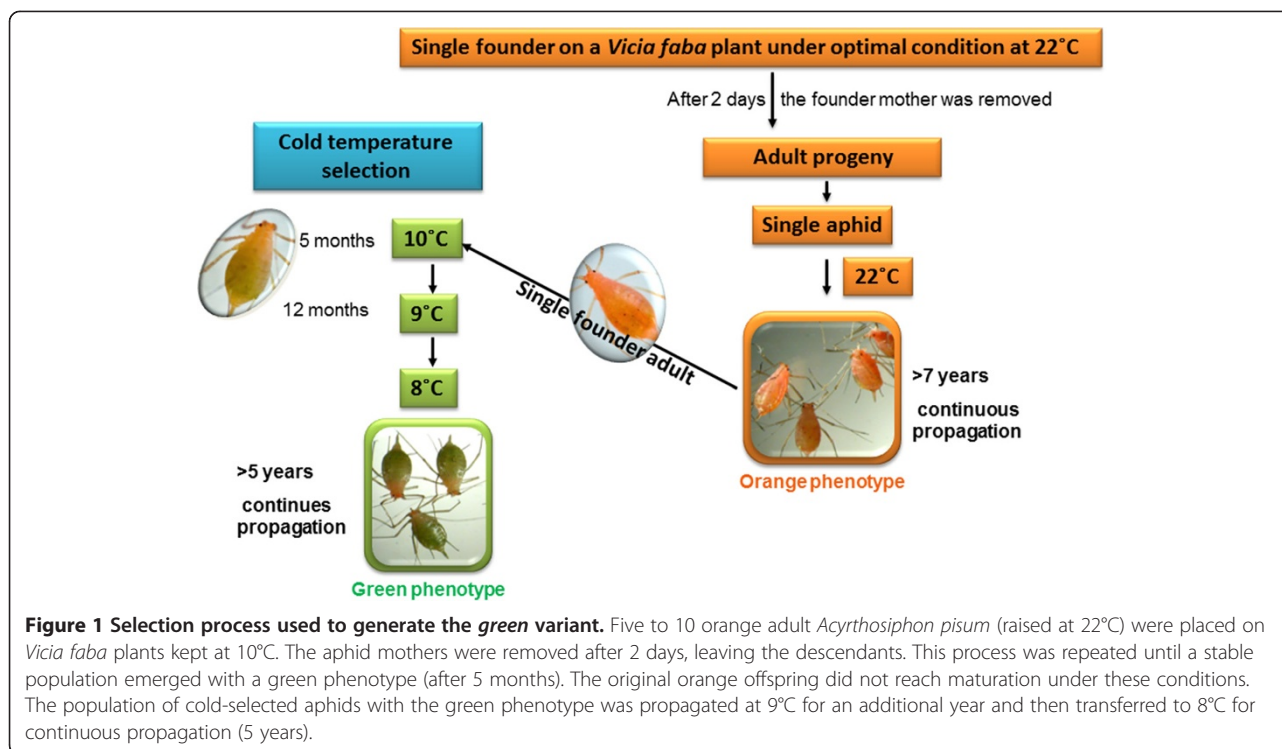 Single founder on a Vicia faba plant under optimal condition at 22˚C
After 2 days the founder mother was removed
Cold temperature
selection
Adult progeny
Single aphid
22˚C
5 months
10˚C
12 months
9˚C
8˚C
Single founder adult
>7 years
continuous
propagation
Orange phenotype
>5 years
continues
propagation
Green phenotype
Figure 1 Selection process used to generate the green variant. Five to 10 orange adult Acyrthosiphon pisum (raised at 22°C) were placed on
Vicia faba plants kept at 10°C. The aphid mothers were removed after 2 days, leaving the descendants. This process was repeated until a stable
population emerged with a green phenotype (after 5 months). The original orange offspring did not reach maturation under these conditions.
The population of cold-selected aphids with the green phenotype was propagated at 9°C for an additional year and then transferred to 8°C for
continuous propagation (5 years).